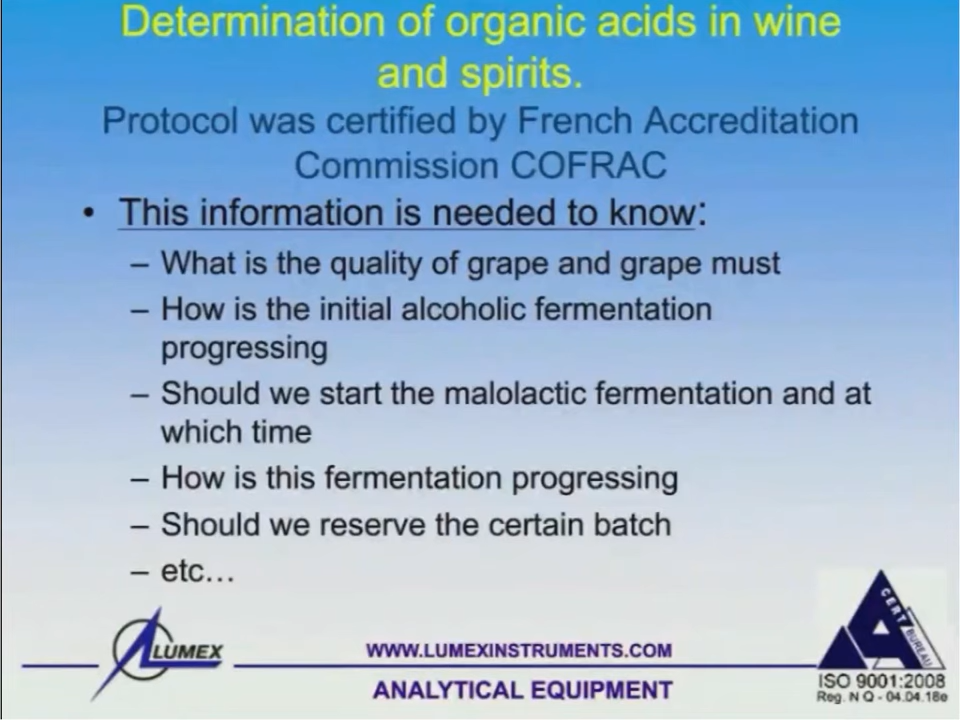 Determination of organic acids in wine
and spirits.
Protocol was certified by French Accreditation
Commission COFRAC
• This information is needed to know:
– What is the quality of grape and grape must
– How is the initial alcoholic fermentation
progressing
– Should we start the malolactic fermentation and at
which time
– How is this fermentation progressing
– Should we reserve the certain batch
– etc...
LUMEX
WWW.LUMEXINSTRUMENTS.COM
ANALYTICAL EQUIPMENT
CERT BUREAU
ISO 9001:2008
Reg. N Q - 04.04.18e